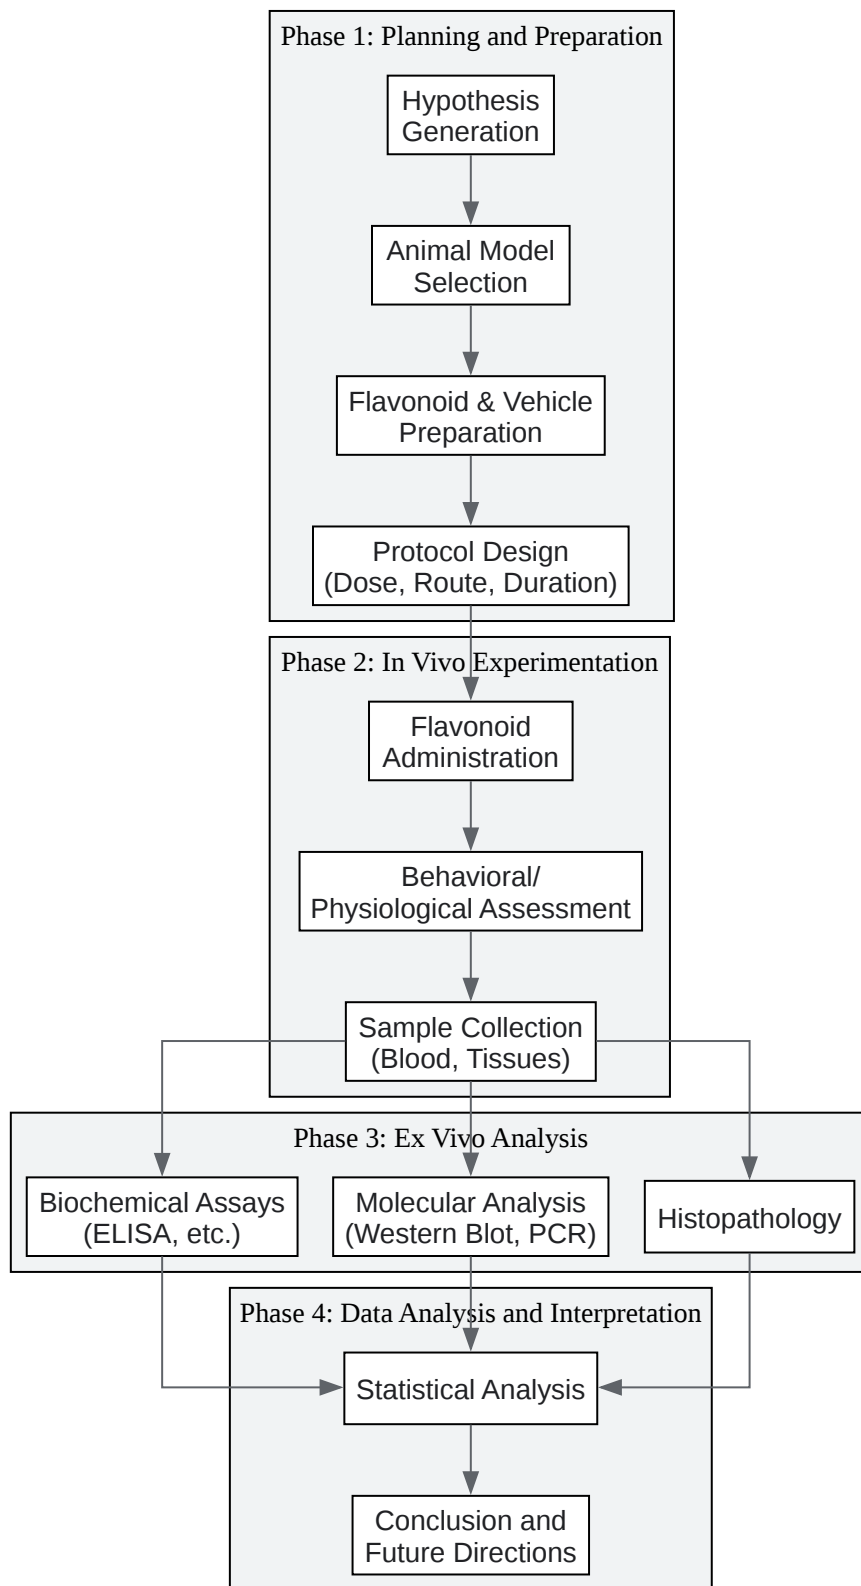 Phase 1: Planning and Preparation
Hypothesis
Generation
Animal Model
Selection
Flavonoid & Vehicle
Preparation
Protocol Design
(Dose, Route, Duration)
Phase 2: In Vivo Experimentation
Flavonoid
Administration
Behavioral/
Physiological Assessment
Sample Collection
(Blood, Tissues)
Phase 3: Ex Vivo Analysis
Biochemical Assays
(ELISA, etc.)
Molecular Analysis
(Western Blot, PCR)
Histopathology
Phase 4: Data Analysis and Interpretation
Statistical Analysis
Conclusion and
Future Directions